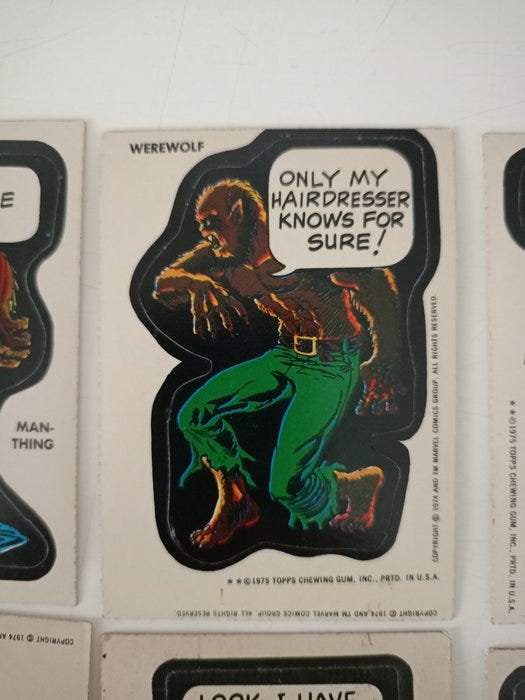 WEREWOLF
ONLY MY
HAIRDRESSER
KNOWS FOR
SURE!
COPYRIGHT © 1974 AND TM MARVEL COMICS GROUP. ALL RIGHTS RESERVED.
★★©1975 TOPPS CHEWING GUM, INC., PRTD. IN U.S.A.
COPYRIGHT © 1974 AND TM MARVEL COMICS GROUP. ALL RIGHTS RESERVED
E
MAN-
THING
★★©1975 TOPPS CHEWING GUM, INC., PRTD. IN U.S.A.
COPYRIGHT © 1974
LOOK, I HAVE